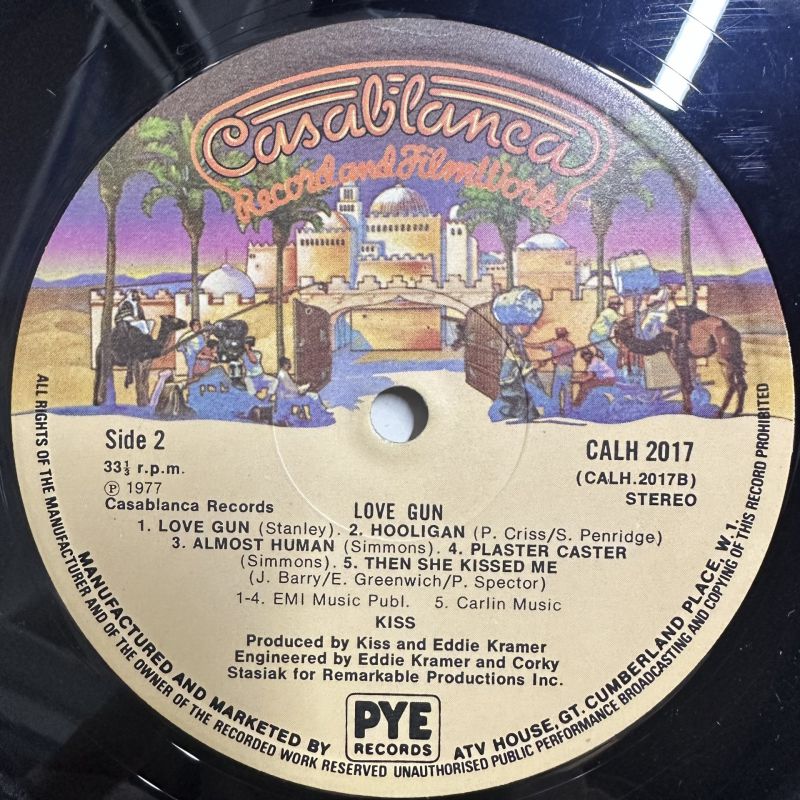 Casablanca
Record and FilmWorks
Side 2
33⅓ r.p.m.
Ⓟ 1977
Casablanca Records
CALH 2017
(CALH.2017B)
STEREO
LOVE GUN
1. LOVE GUN (Stanley). 2. HOOLIGAN (P. Criss/S. Penridge)
3. ALMOST HUMAN (Simmons). 4. PLASTER CASTER
(Simmons). 5. THEN SHE KISSED ME
(J. Barry/E. Greenwich/P. Spector)
1-4. EMI Music Publ. 5. Carlin Music
KISS
Produced by Kiss and Eddie Kramer
Engineered by Eddie Kramer and Corky
Stasiak for Remarkable Productions Inc.
MANUFACTURED AND MARKETED BY
PYE
RECORDS
ATV HOUSE, GT. CUMBERLAND PLACE, W.1.
ALL RIGHTS OF THE MANUFACTURER AND OF THE OWNER OF THE RECORDED WORK RESERVED UNAUTHORISED PUBLIC PERFORMANCE BROADCASTING AND COPYING OF THIS RECORD PROHIBITED